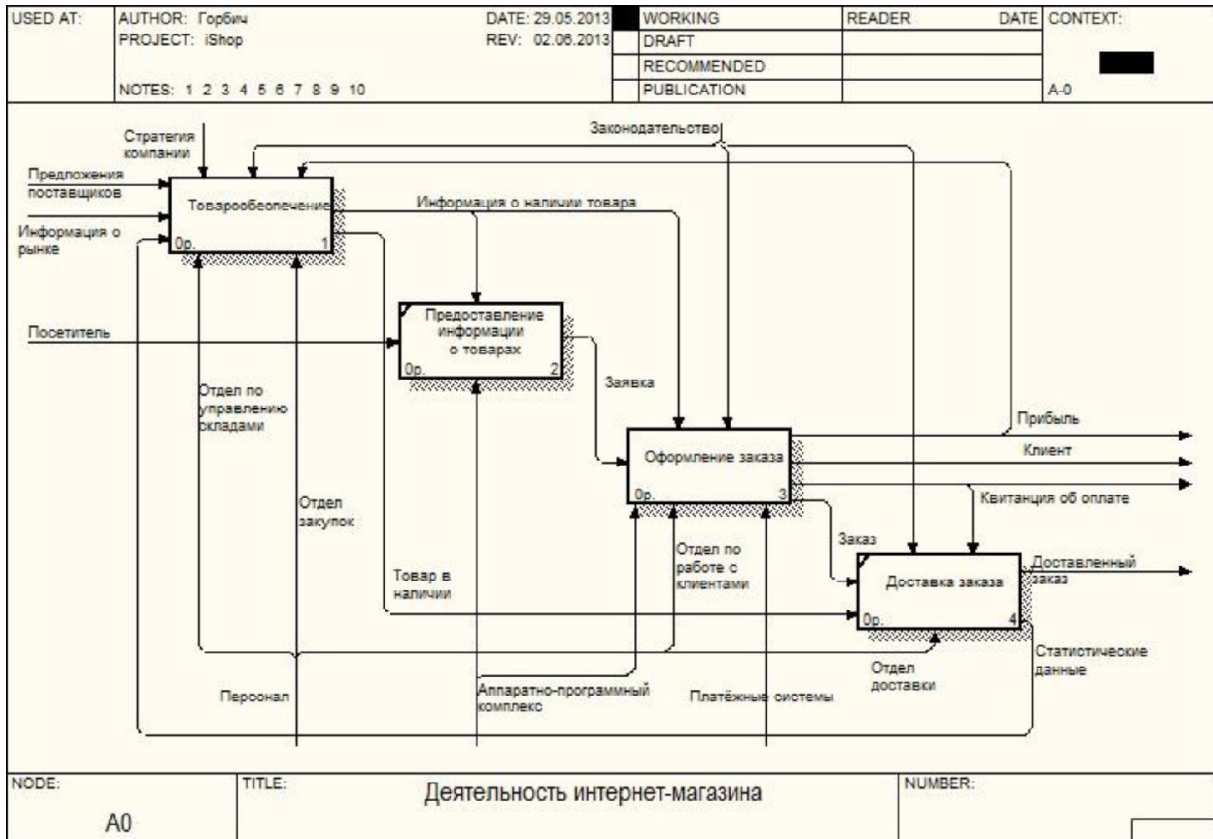 USED AT:
AUTHOR: Горбич
DATE: 29.05.2013
PROJECT: iShop
REV: 02.06.2013
NOTES: 1 2 3 4 5 6 7 8 9 10
WORKING
DRAFT
RECOMMENDED
PUBLICATION
READER
DATE
CONTEXT:
A-0
Стратегия
компании
Законодательство
Предложения
поставщиков
Товарообеспечение
0р.
1
Информация о наличии товара
Информация о
рынке
Посетитель
Предоставление
информации
о товарах
0р.
2
Заявка
Отдел по
управлению
складами
Прибыль
Клиент
Оформление заказа
0р.
3
Квитанция об оплате
Отдел
закупок
Заказ
Отдел по
работе с
клиентами
Доставленный
заказ
Товар в
наличии
Доставка заказа
0р.
4
Статистические
данные
Отдел
доставки
Персонал
Аппаратно-программный
комплекс
Платёжные системы
NODE:
A0
TITLE:
Деятельность интернет-магазина
NUMBER: